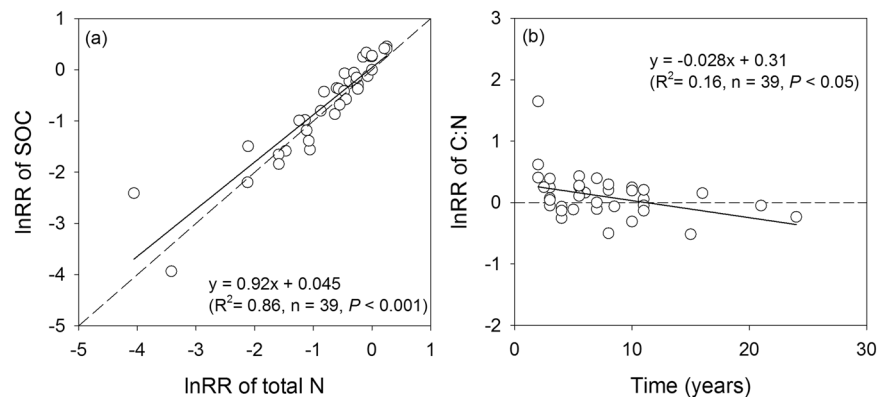 (a)
1
0
-1
-2
-3
-4
-5
lnRR of SOC
y = 0.92x + 0.045
(R²= 0.86, n = 39, P < 0.001)
-5 -4 -3 -2 -1 0 1
lnRR of total N
(b)
3
2
1
0
-1
-2
lnRR of C:N
y = -0.028x + 0.31
(R²= 0.16, n = 39, P < 0.05)
0 10 20 30
Time (years)